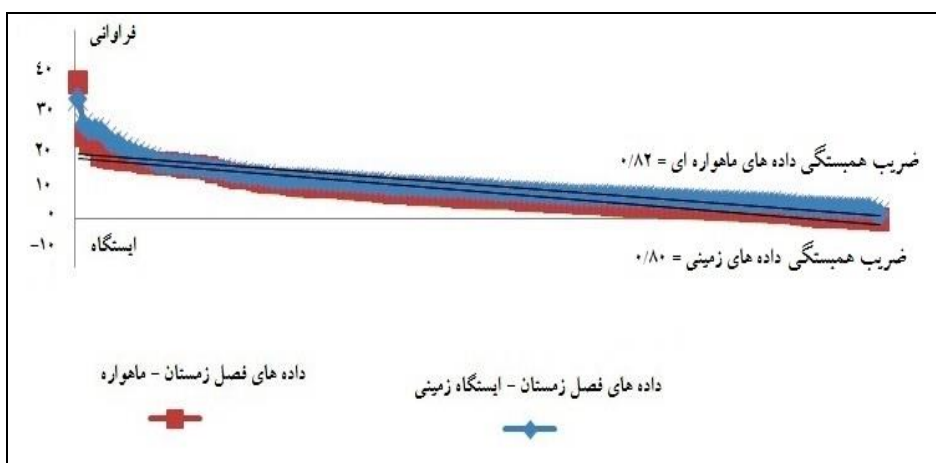 فراوانی
۴۰
۳۰
۲۰
۱۰
۰
-۱۰
ایستگاه
ضریب همبستگی داده های ماهواره ای = ۰/۸۲
ضریب همبستگی داده های زمینی = ۰/۸۰
داده های فصل زمستان - ماهواره
داده های فصل زمستان - ایستگاه زمینی